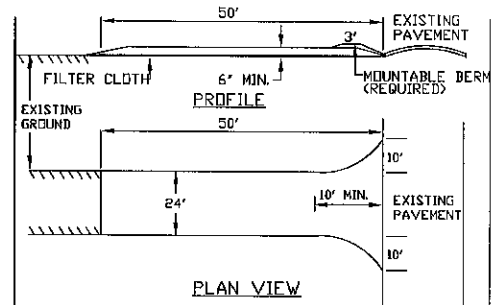 50'
EXISTING
PAVEMENT
3'
FILTER CLOTH
6" MIN.
MOUNTABLE BERM
(REQUIRED)
PROFILE
EXISTING
GROUND
50'
10'
24'
10' MIN.
EXISTING
PAVEMENT
10'
PLAN VIEW